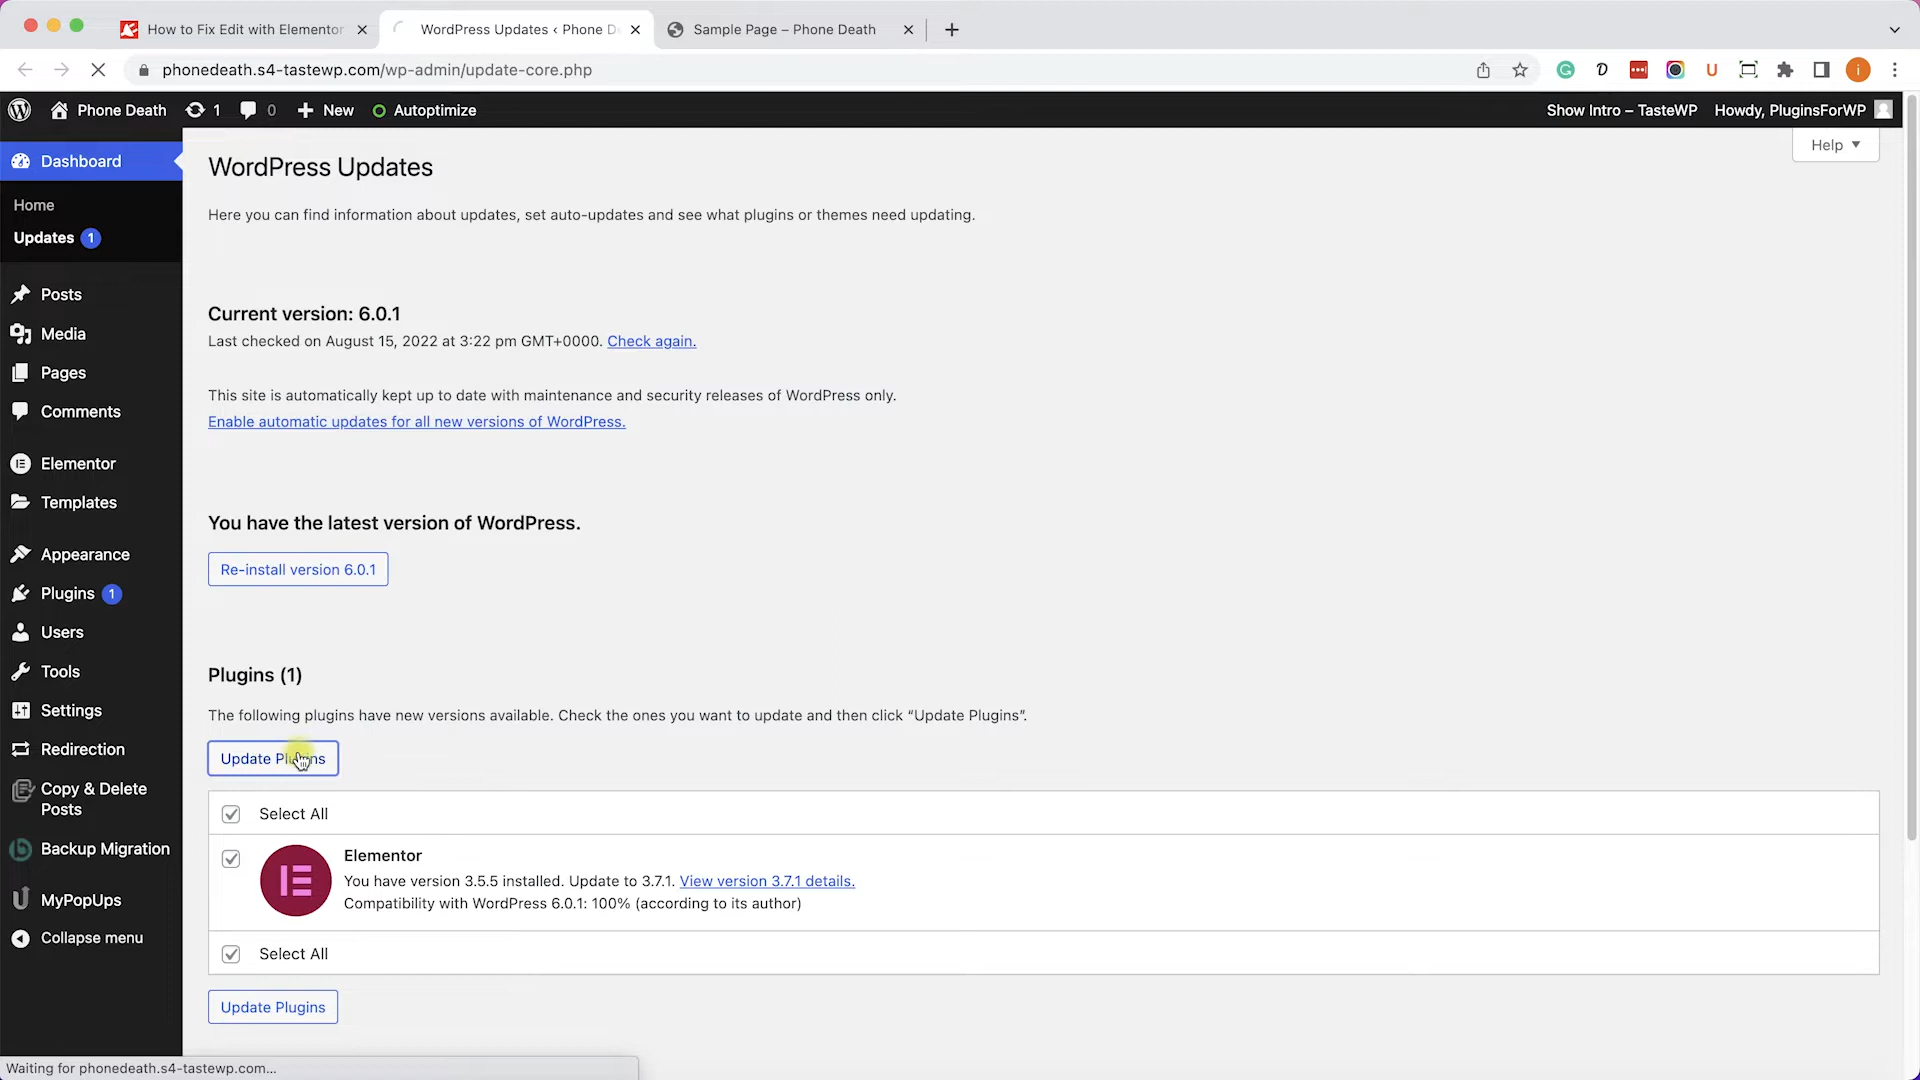 How to Fix Edit with Elementor
WordPress Updates ‹ Phone D
Sample Page – Phone Death
phonedeath.s4-tastewp.com/wp-admin/update-core.php
Phone Death
1
0
New
Autoptimize
Show Intro – TasteWP
Howdy, PluginsForWP
Dashboard
Home
Updates 1
Posts
Media
Pages
Comments
Elementor
Templates
Appearance
Plugins 1
Users
Tools
Settings
Redirection
Copy & Delete
Posts
Backup Migration
MyPopUps
Collapse menu
Help
WordPress Updates
Here you can find information about updates, set auto-updates and see what plugins or themes need updating.
Current version: 6.0.1
Last checked on August 15, 2022 at 3:22 pm GMT+0000. Check again.
This site is automatically kept up to date with maintenance and security releases of WordPress only.
Enable automatic updates for all new versions of WordPress.
You have the latest version of WordPress.
Re-install version 6.0.1
Plugins (1)
The following plugins have new versions available. Check the ones you want to update and then click “Update Plugins”.
Update Plugins
Select All
Elementor
You have version 3.5.5 installed. Update to 3.7.1. View version 3.7.1 details.
Compatibility with WordPress 6.0.1: 100% (according to its author)
Select All
Update Plugins
Waiting for phonedeath.s4-tastewp.com...